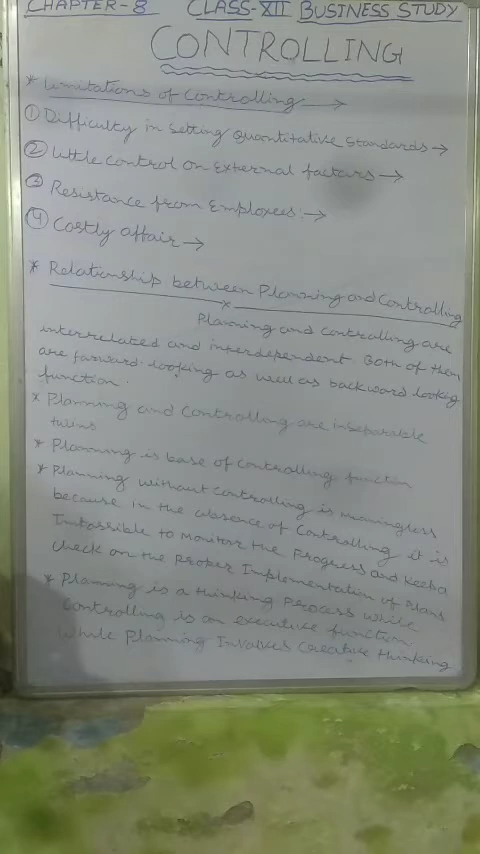 CHAPTER-8 CLASS-XII BUSINESS STUDY
CONTROLLING
* Limitations of Controlling →
① Difficulty in Setting Quantitative Standards →
② Little control on External factors →
③ Resistance from Employees:→
④ Costly affair →
* Relationship between Planning and Controlling
Planning and Controlling are
interrelated and interdependent Both of them
are forward-looking as well as backward looking
function.
* Planning and Controlling are inseparable
twins
* Planning is base of Controlling function
* Planning without Controlling is meaningless
because in the absence of Controlling it is
Impossible to monitor the Progress and Keep a
check on the proper Implementation of Plans
* Planning is a thinking process while
Controlling is an executive function
While Planning Involves Creative thinking